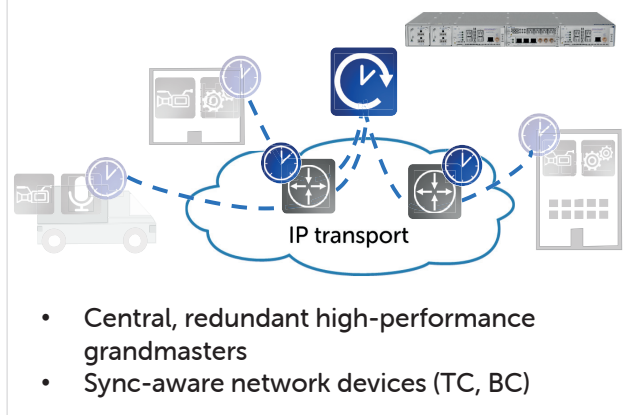 IP transport
• Central, redundant high-performance
grandmasters
• Sync-aware network devices (TC, BC)